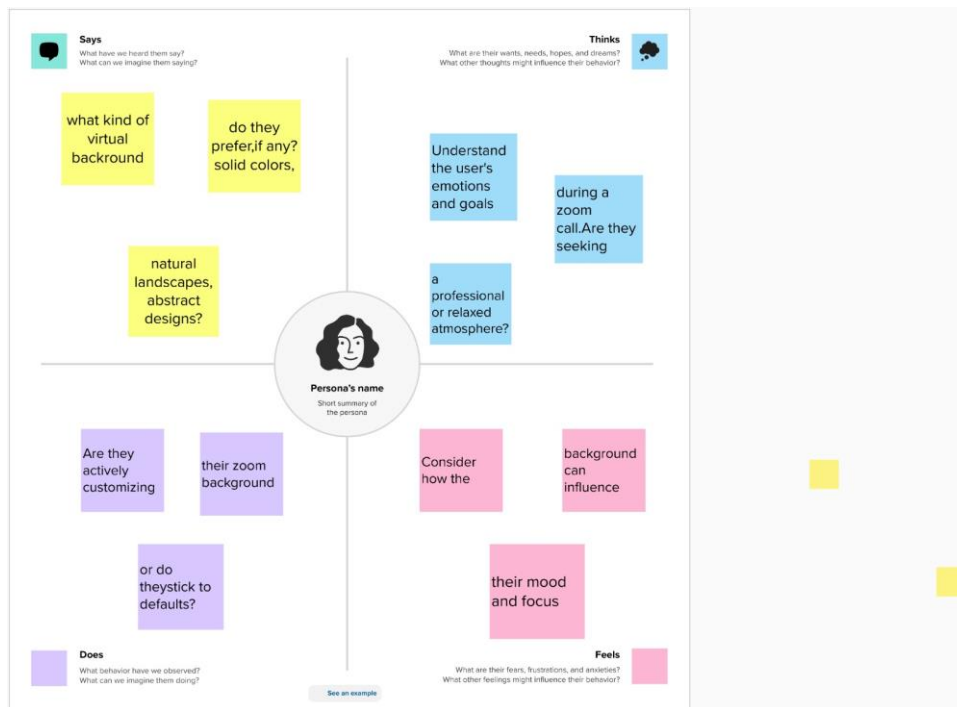 Says
What have we heard them say?
What can we imagine them saying?
Thinks
What are their wants, needs, hopes, and dreams?
What other thoughts might influence their behavior?
what kind of
virtual
backround
do they
prefer,if any?
solid colors,
natural
landscapes,
abstract
designs?
Understand
the user's
emotions
and goals
during a
zoom
call.Are they
seeking
a
professional
or relaxed
atmosphere?
Persona's name
Short summary of
the persona
Are they
actively
customizing
their zoom
background
or do
theystick to
defaults?
Consider
how the
background
can
influence
their mood
and focus
Does
What behavior have we observed?
What can we imagine them doing?
Feels
What are their fears, frustrations, and anxieties?
What other feelings might influence their behavior?
See an example